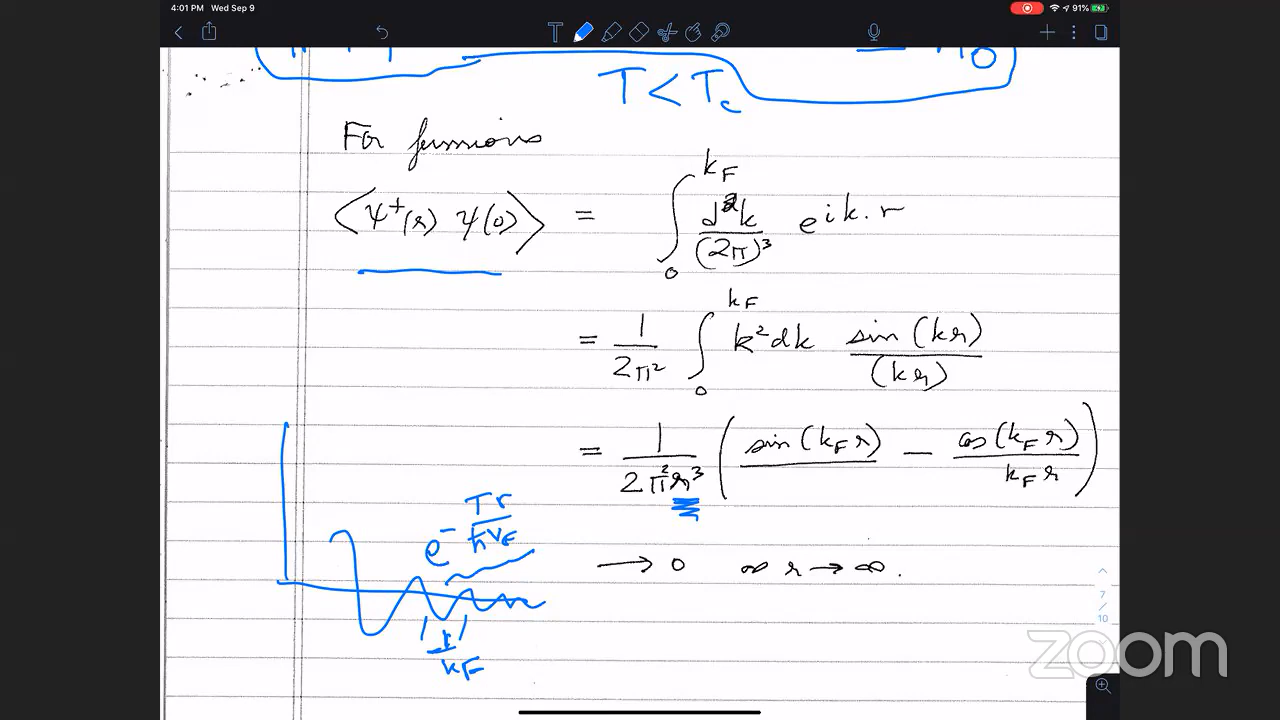 4:01 PM Wed Sep 9
91%
T < T_c
For fermions
⟨ψ⁺(r) ψ(0)⟩ = ∫₀^{k_F} d³k/(2π)³ e^{ik·r}
= 1/2π² ∫₀^{k_F} k²dk sin(kr)/(kr)
= 1/2π²r³ ( sin(k_F r) − cos(k_F r)/k_F r )
e^{−Tr/ħv_F}
→ 0 as r → ∞.
1/k_F
7
/
10
zoom